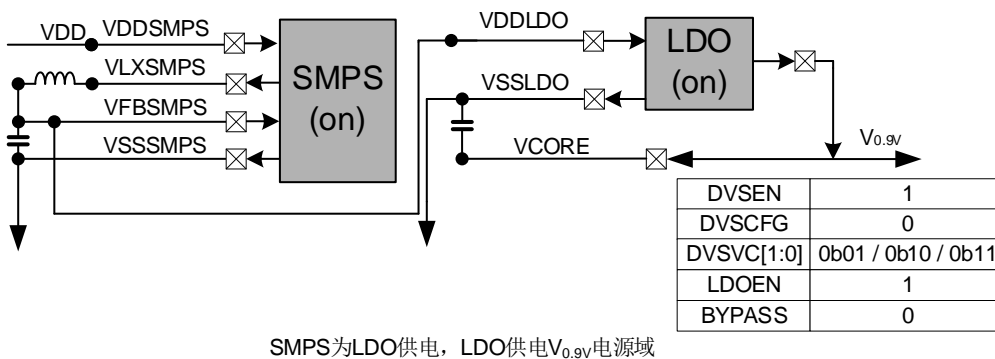 VDD VDDSMPS
VLXSMPS
VFBSMPS
VSSSMPS
SMPS
(on)
VDDLDO
VSSLDO
VCORE
LDO
(on)
V0.9V
DVSEN 1
DVSCFG 0
DVSVC[1:0] 0b01 / 0b10 / 0b11
LDOEN 1
BYPASS 0
SMPS为LDO供电，LDO供电V0.9V电源域